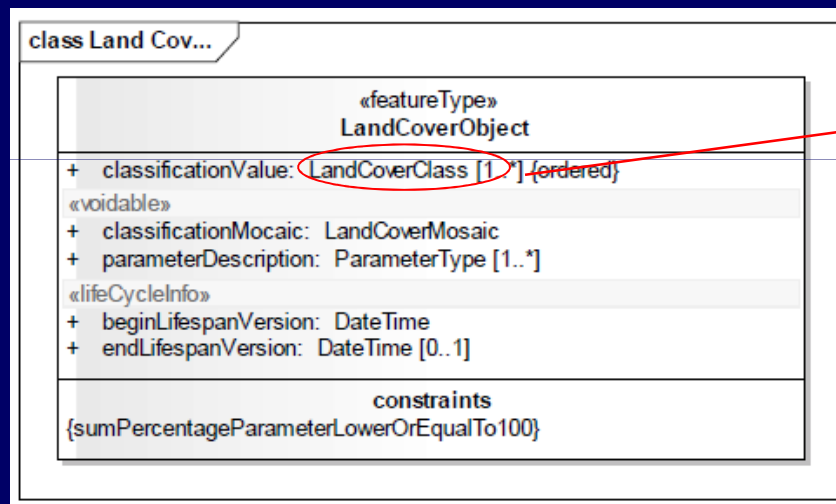 class Land Cov...
«featureType»
LandCoverObject
+ classificationValue: LandCoverClass [1..*] {ordered}
«voidable»
+ classificationMocaic: LandCoverMosaic
+ parameterDescription: ParameterType [1..*]
«lifeCycleInfo»
+ beginLifespanVersion: DateTime
+ endLifespanVersion: DateTime [0..1]
constraints
{sumPercentageParameterLowerOrEqualTo100}